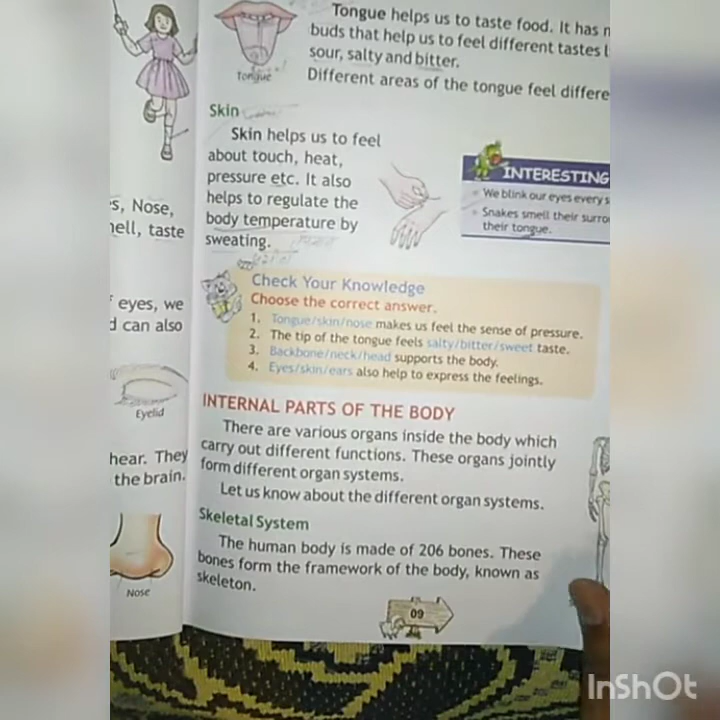 Tongue helps us to taste food. It has
buds that help us to feel different tastes
sour, salty and bitter.
Different areas of the tongue feel differe
tongue
Skin
Skin helps us to feel
about touch, heat,
pressure etc. It also
helps to regulate the
body temperature by
sweating.
INTERESTING
We blink our eyes every s
Snakes smell their surro
their tongue.
s, Nose,
nell, taste
eyes, we
d can also
Eyelid
hear. They
the brain.
Nose
Check Your Knowledge
Choose the correct answer.
1. Tongue/skin/nose makes us feel the sense of pressure.
2. The tip of the tongue feels salty/bitter/sweet taste.
3. Backbone/neck/head supports the body.
4. Eyes/skin/ears also help to express the feelings.
INTERNAL PARTS OF THE BODY
There are various organs inside the body which
carry out different functions. These organs jointly
form different organ systems.
Let us know about the different organ systems.
Skeletal System
The human body is made of 206 bones. These
bones form the framework of the body, known as
skeleton.
09
InShOt